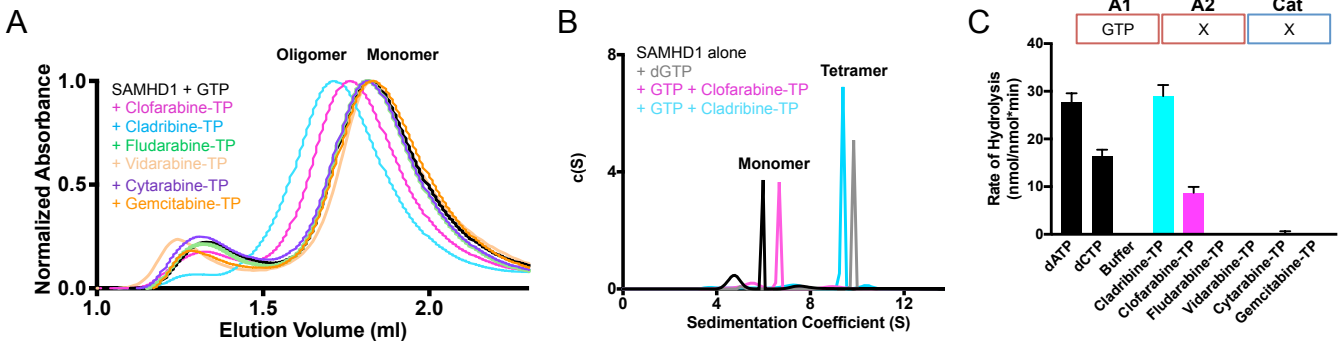 A
Oligomer Monomer
SAMHD1 + GTP
+ Clofarabine-TP
+ Cladribine-TP
+ Fludarabine-TP
+ Vidarabine-TP
+ Cytarabine-TP
+ Gemcitabine-TP
Normalized Absorbance
1.0
0.5
0.0
1.0 1.5 2.0
Elution Volume (ml)
B
SAMHD1 alone
+ dGTP
+ GTP + Clofarabine-TP
+ GTP + Cladribine-TP
Tetramer
Monomer
c(S)
8
4
0
0 4 8 12
Sedimentation Coefficient (S)
C
A1 A2 Cat
GTP X X
Rate of Hydrolysis
(nmol/nmol*min)
40
30
20
10
0
dATP
dCTP
Buffer
Cladribine-TP
Clofarabine-TP
Fludarabine-TP
Vidarabine-TP
Cytarabine-TP
Gemcitabine-TP